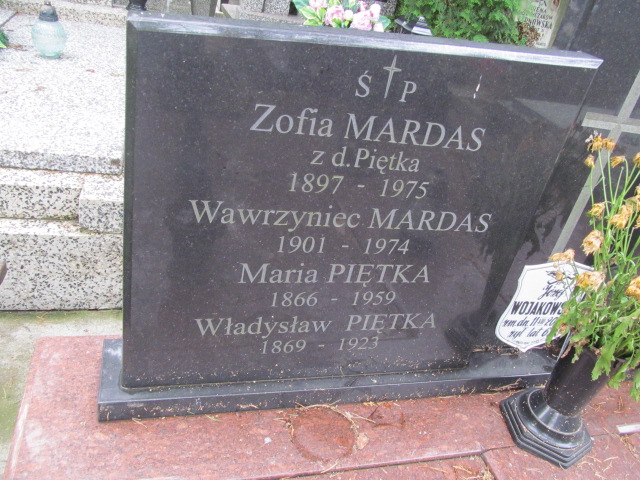 Ś P
Zofia MARDAS
z d.Piętka
1897 - 1975
Wawrzyniec MARDAS
1901 - 1974
Maria PIĘTKA
1866 - 1959
Władysław PIĘTKA
1869 - 1923